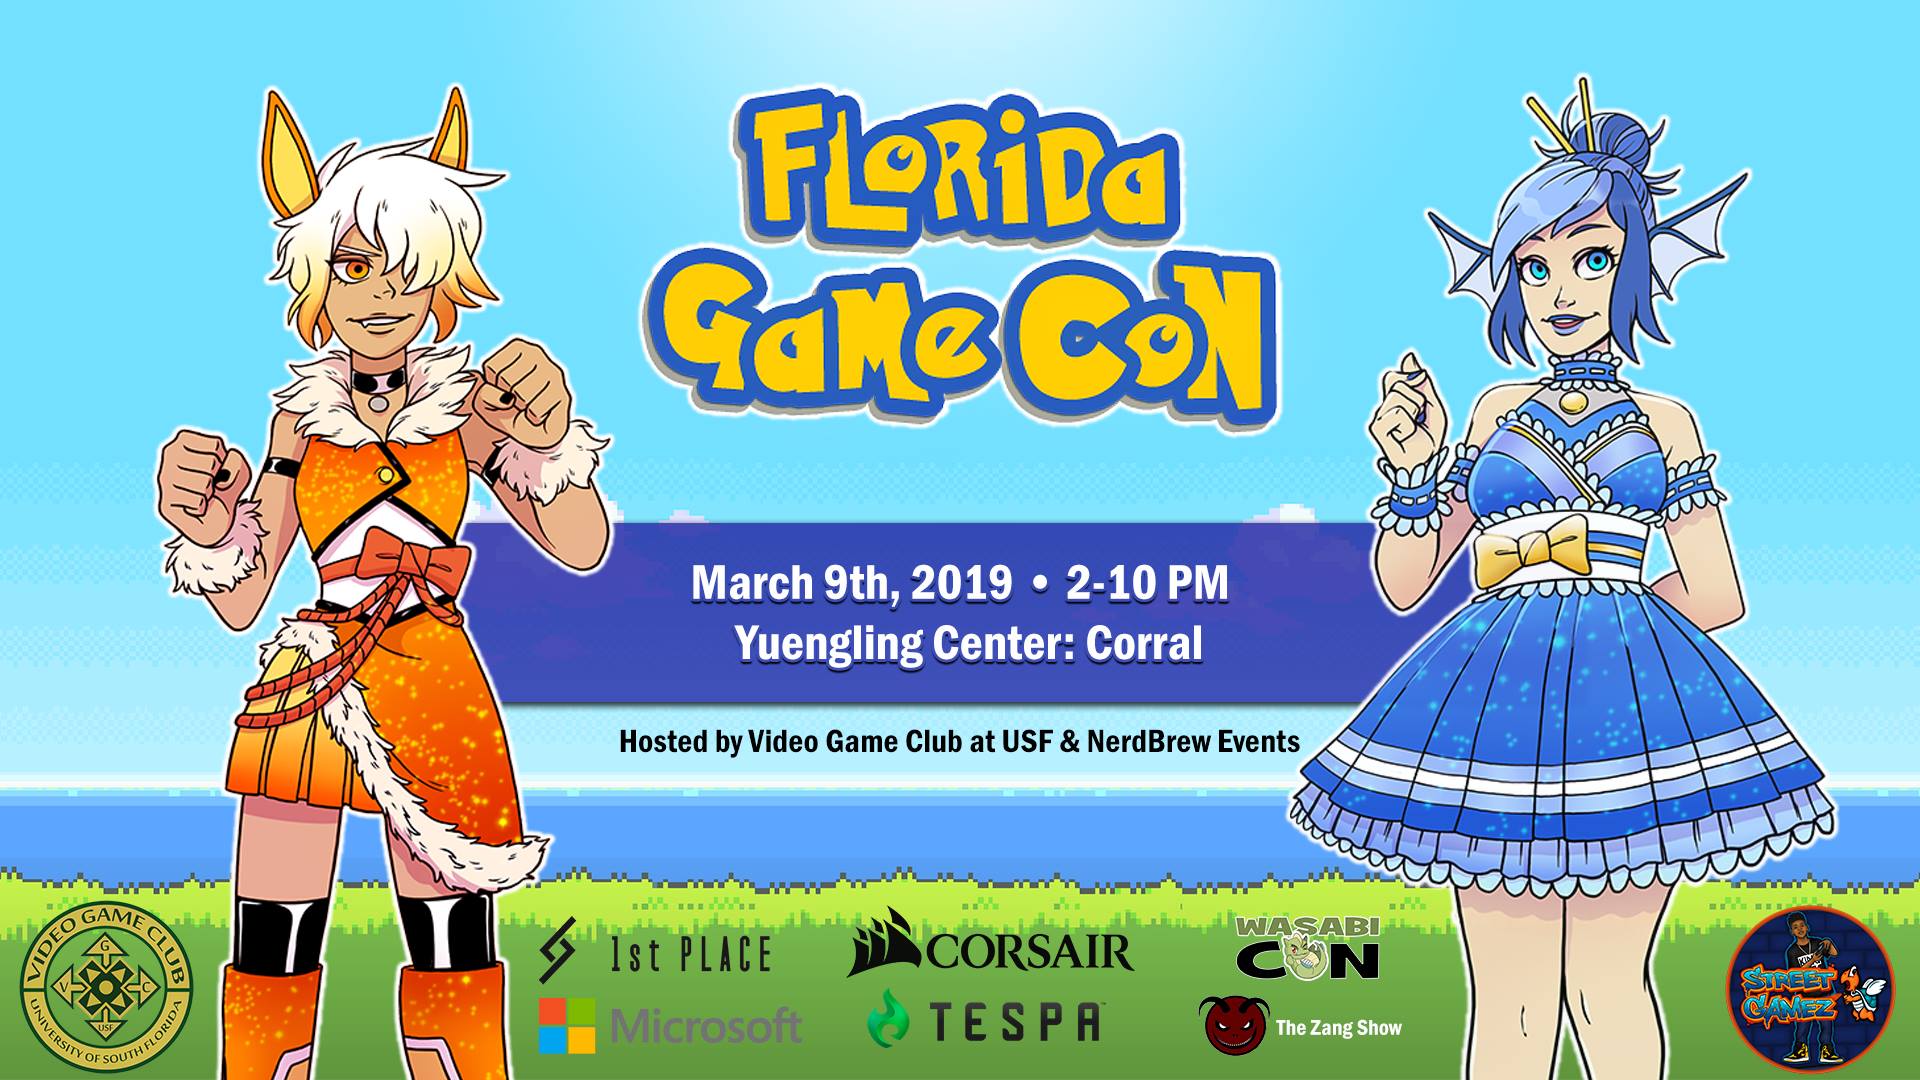 FLORiDa
GaMe CoN
March 9th, 2019 • 2-10 PM
Yuengling Center: Corral
Hosted by Video Game Club at USF & NerdBrew Events
VIDEO GAME CLUB
G
V C
USF
UNIVERSITY OF SOUTH FLORIDA
1st PLACE
CORSAIR
WASABI
CON
Microsoft
TESPA
The Zang Show
STREET
GAMEZ